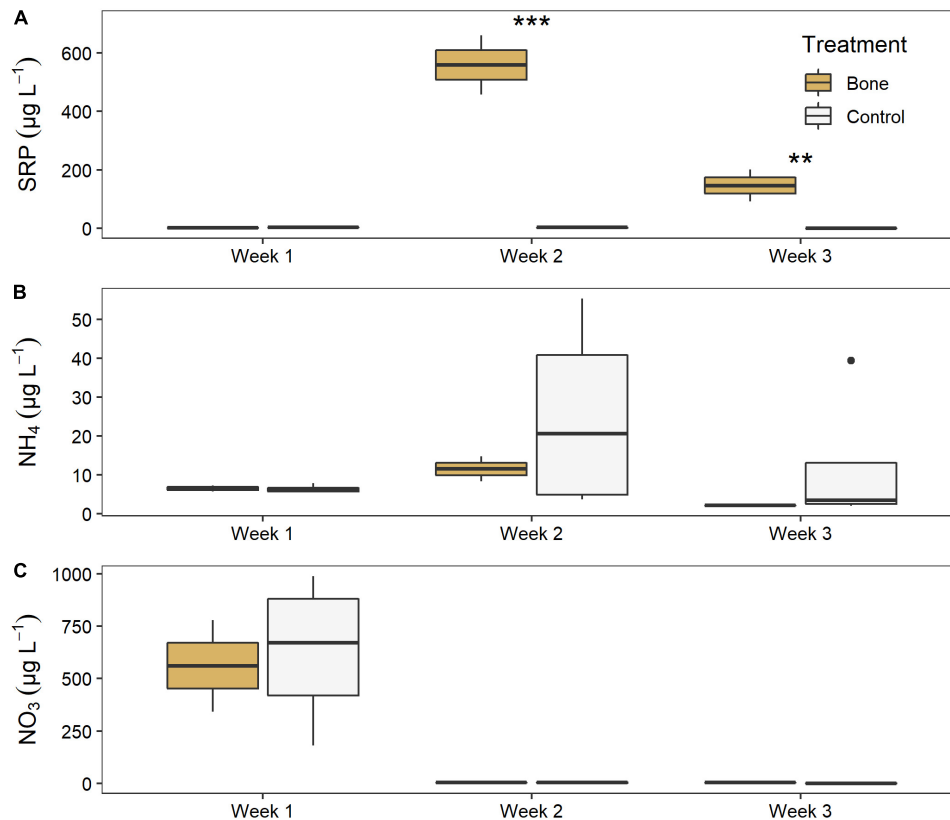 A
SRP (µg L⁻¹)
600
400
200
0
***
**
Treatment
Bone
Control
Week 1 Week 2 Week 3
B
NH₄ (µg L⁻¹)
50
40
30
20
10
0
Week 1 Week 2 Week 3
C
NO₃ (µg L⁻¹)
1000
750
500
250
0
Week 1 Week 2 Week 3